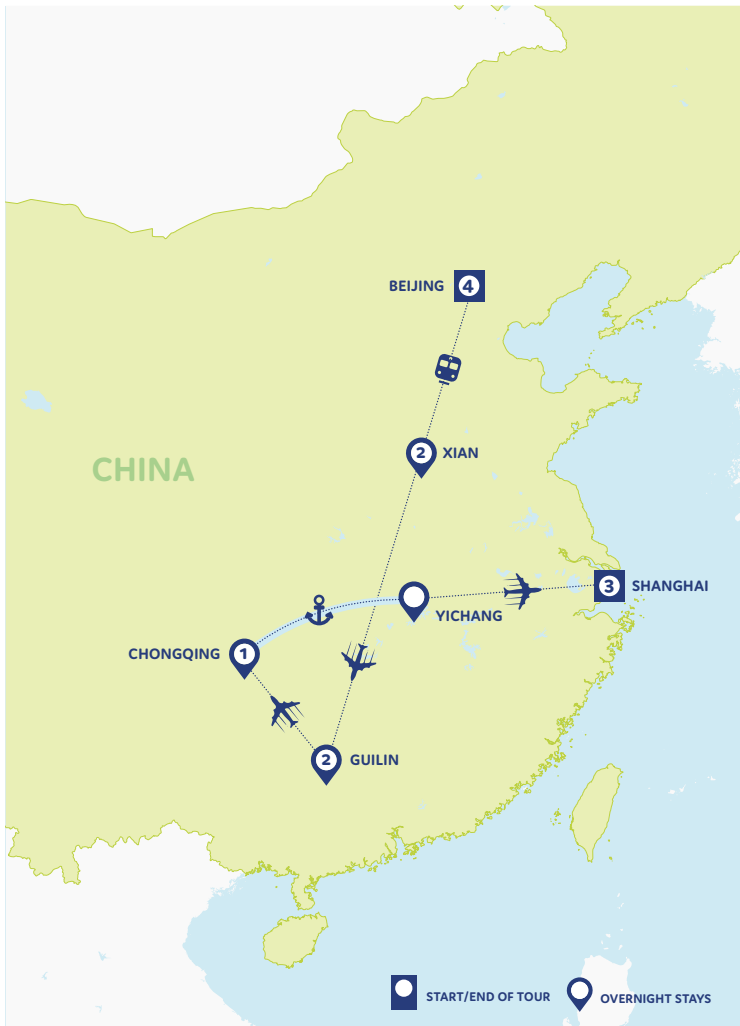 BEIJING 4
2 XIAN
CHINA
3 SHANGHAI
YICHANG
CHONGQING 1
2 GUILIN
START/END OF TOUR
OVERNIGHT STAYS